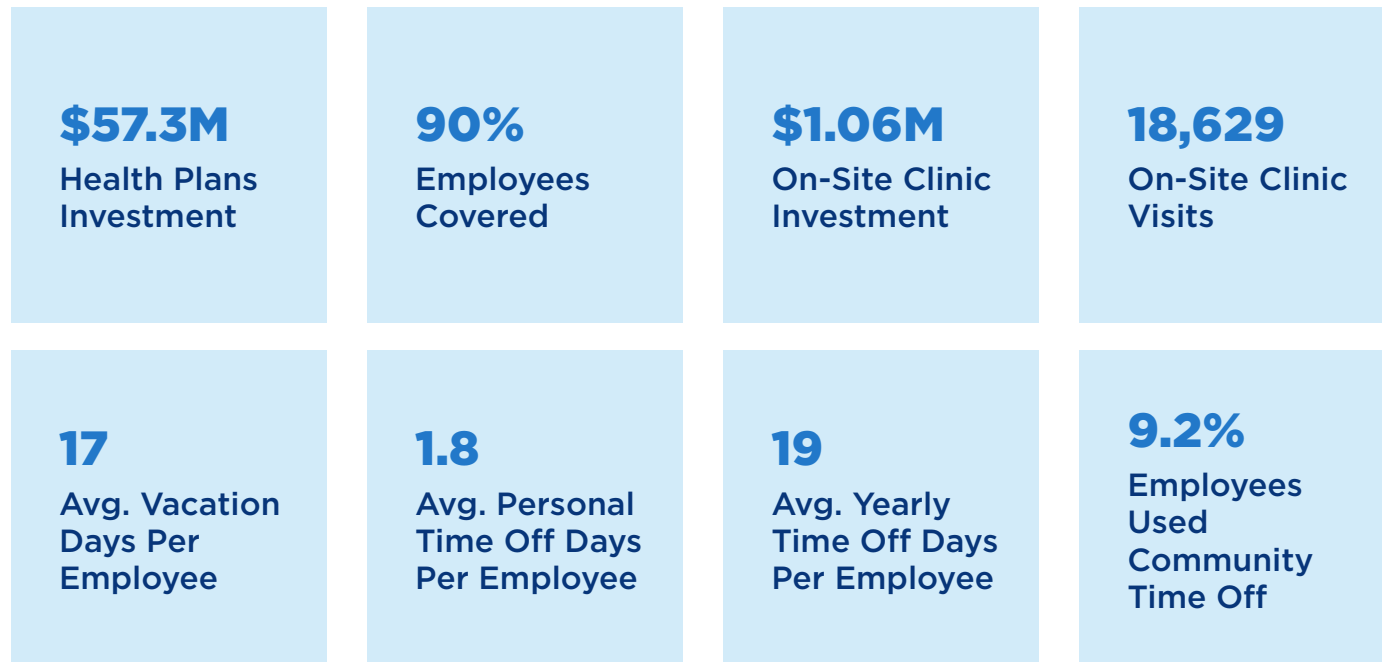 $57.3M
Health Plans
Investment
90%
Employees
Covered
$1.06M
On-Site Clinic
Investment
18,629
On-Site Clinic
Visits
17
Avg. Vacation
Days Per
Employee
1.8
Avg. Personal
Time Off Days
Per Employee
19
Avg. Yearly
Time Off Days
Per Employee
9.2%
Employees
Used
Community
Time Off